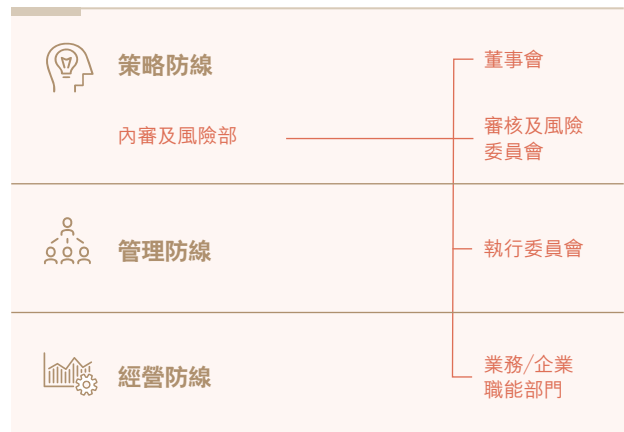 策略防線
董事會
內審及風險部
審核及風險
委員會
管理防線
執行委員會
經營防線
業務/企業
職能部門